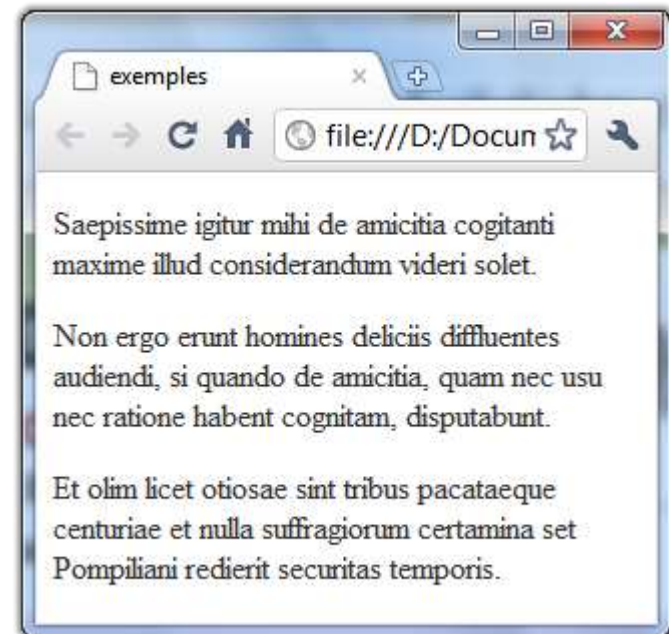 exemples
file:///D:/Docun
Saepissime igitur mihi de amicitia cogitanti
maxime illud considerandum videri solet.
Non ergo erunt homines deliciis diffluentes
audiendi, si quando de amicitia, quam nec usu
nec ratione habent cognitam, disputabunt.
Et olim licet otiosae sint tribus pacataeque
centuriae et nulla suffragiorum certamina set
Pompiliani redierit securitas temporis.